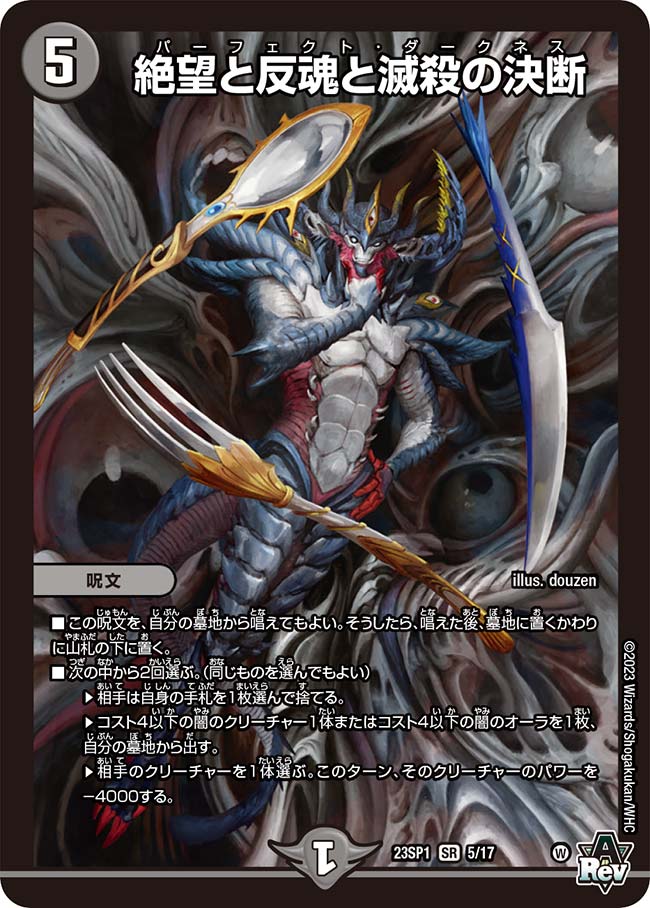 パーフェクト・ダークネス
5
絶望と反魂と滅殺の決断
呪文
illus. douzen
■この呪文を、自分の墓地から唱えてもよい。そうしたら、唱えた後、墓地に置くかわり
に山札の下に置く。
■次の中から2回選ぶ。(同じものを選んでもよい)
▶相手は自身の手札を1枚選んで捨てる。
▶コスト4以下の闇のクリーチャー1体またはコスト4以下の闇のオーラを1枚、
自分の墓地から出す。
▶相手のクリーチャーを1体選ぶ。このターン、そのクリーチャーのパワーを
−4000する。
©2023 Wizards/Shogakukan/WHC
1
23SP1 SR 5/17
W
A Rev